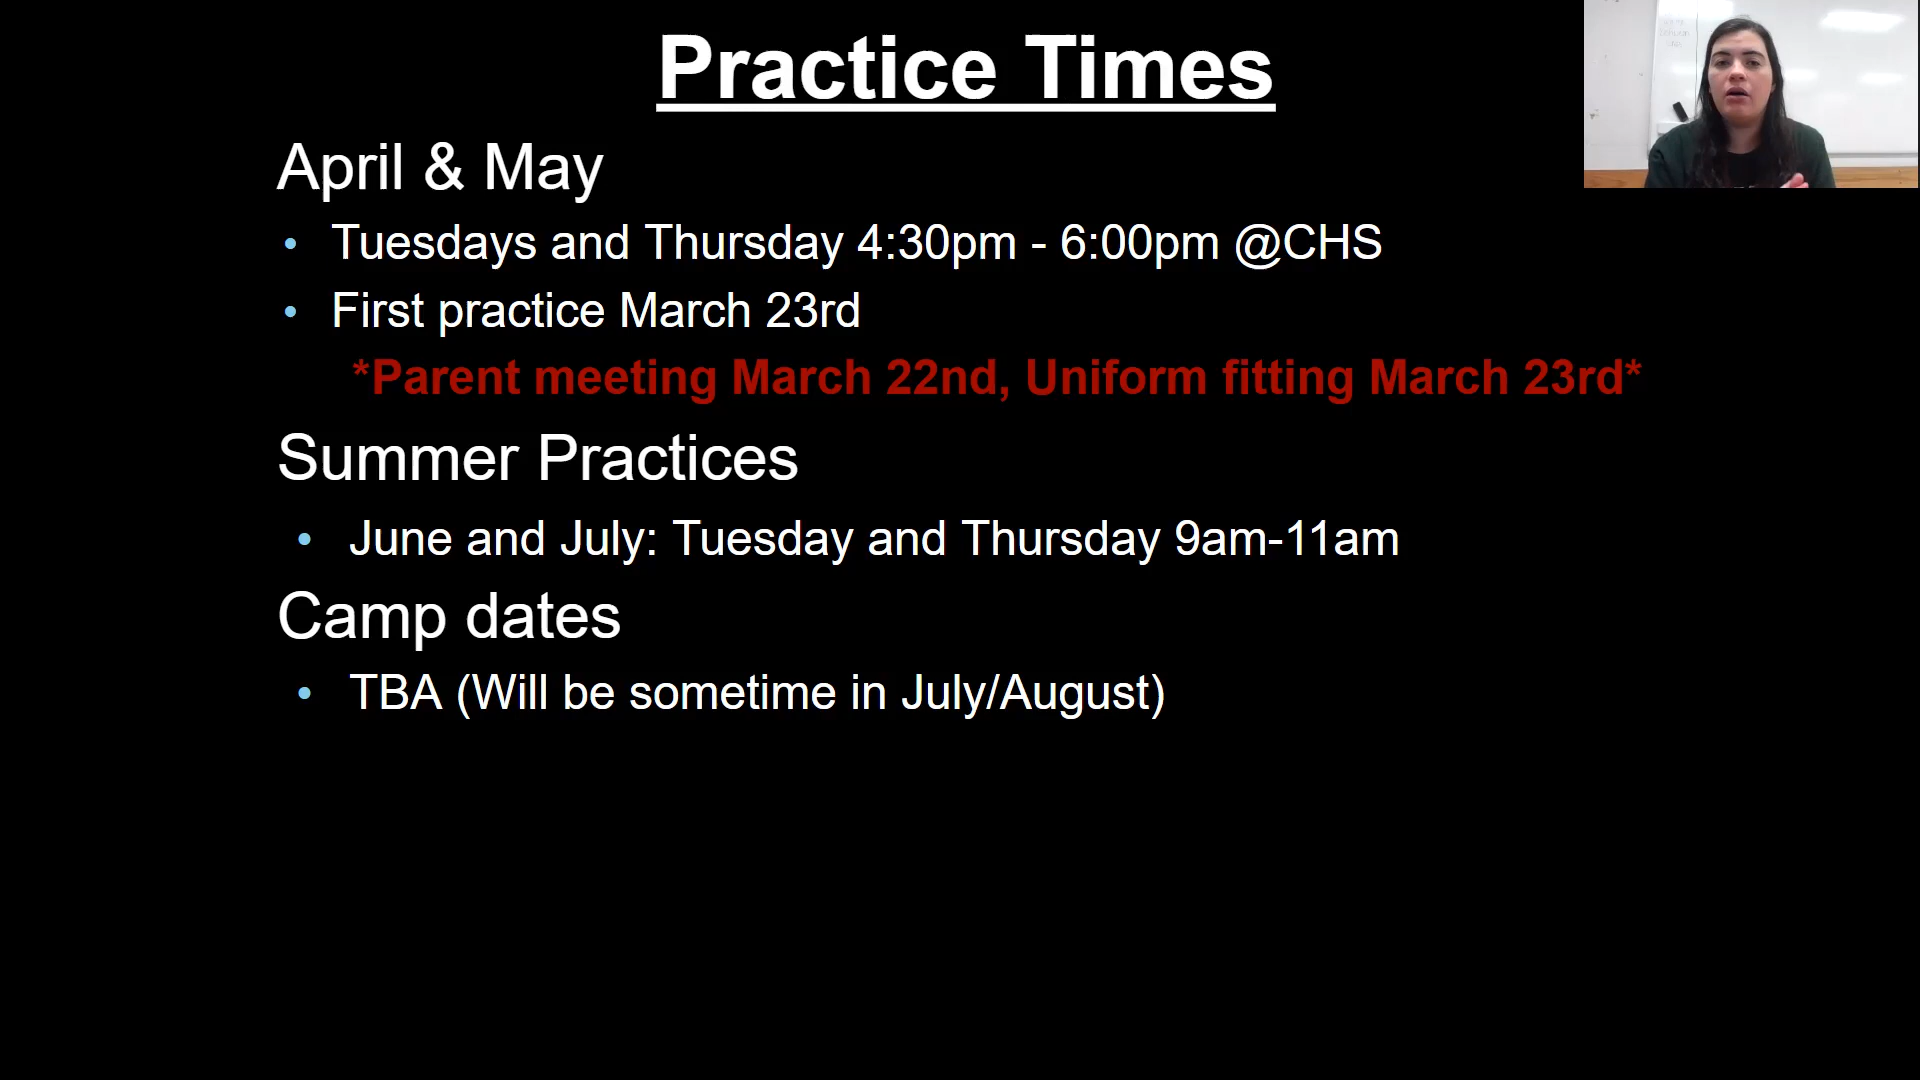 Practice Times
April & May
• Tuesdays and Thursday 4:30pm - 6:00pm @CHS
• First practice March 23rd
*Parent meeting March 22nd, Uniform fitting March 23rd*
Summer Practices
• June and July: Tuesday and Thursday 9am-11am
Camp dates
• TBA (Will be sometime in July/August)